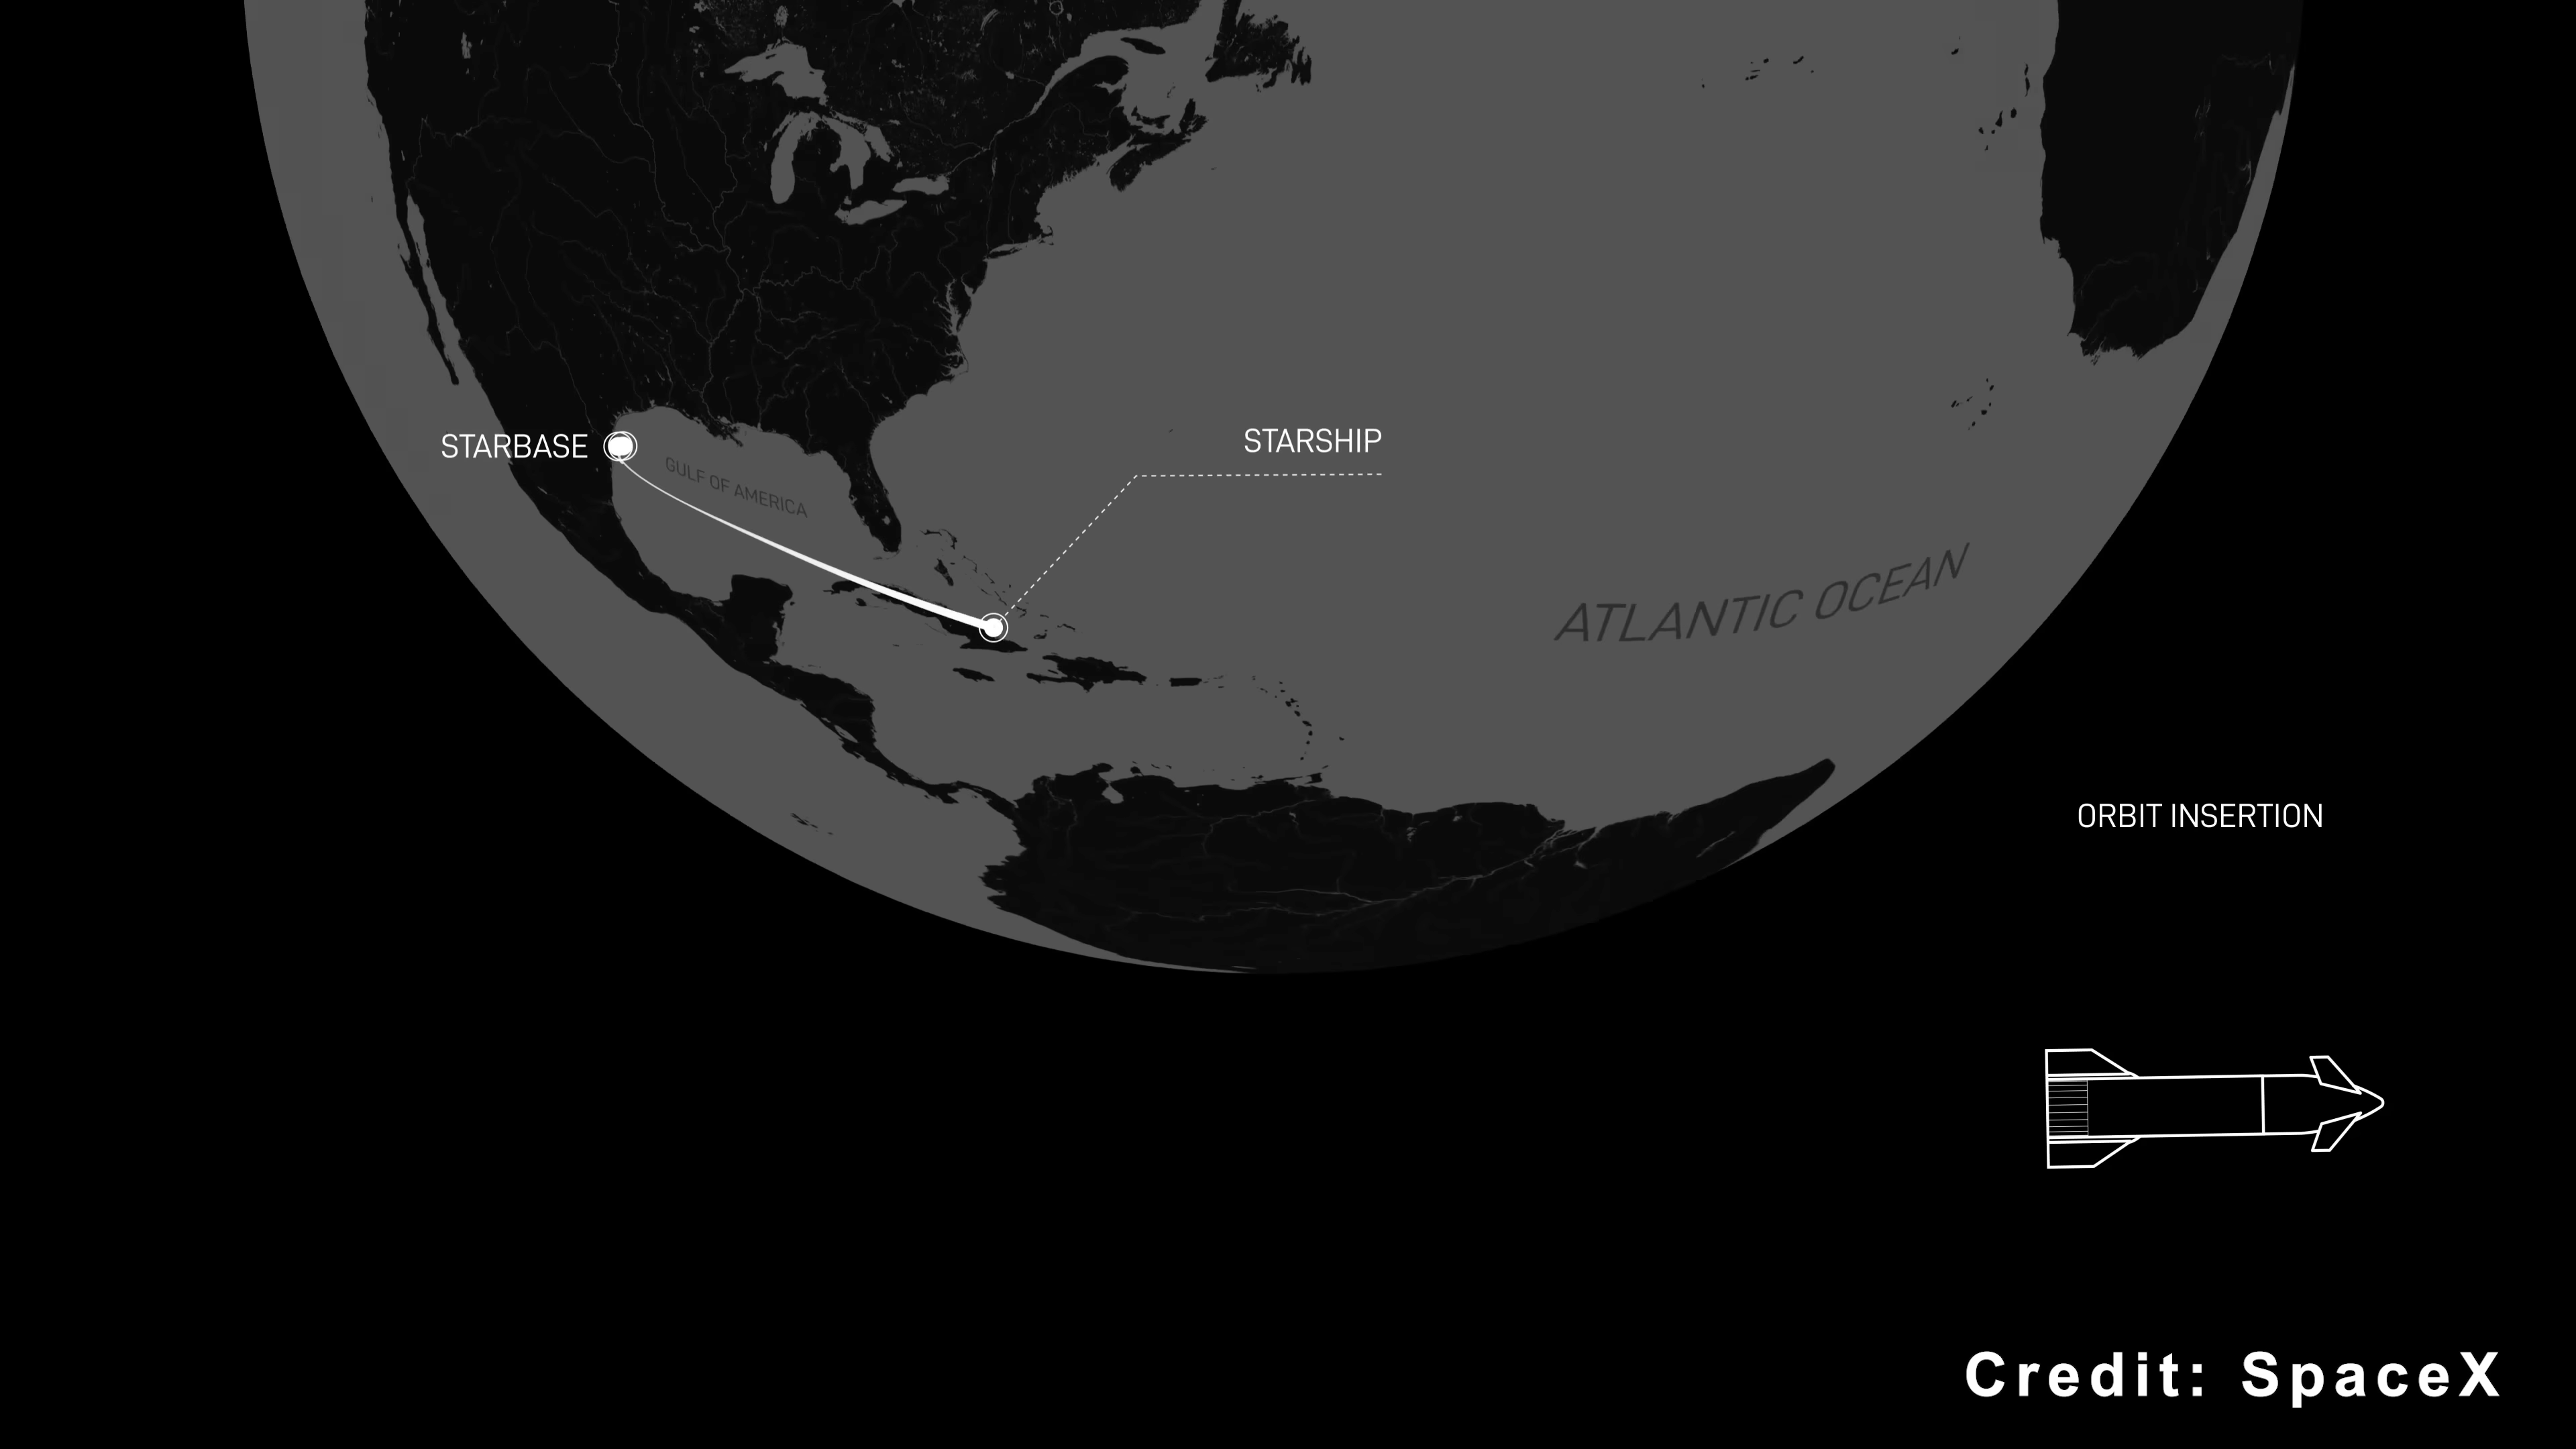 STARBASE
STARSHIP
GULF OF AMERICA
ATLANTIC OCEAN
ORBIT INSERTION
Credit: SpaceX